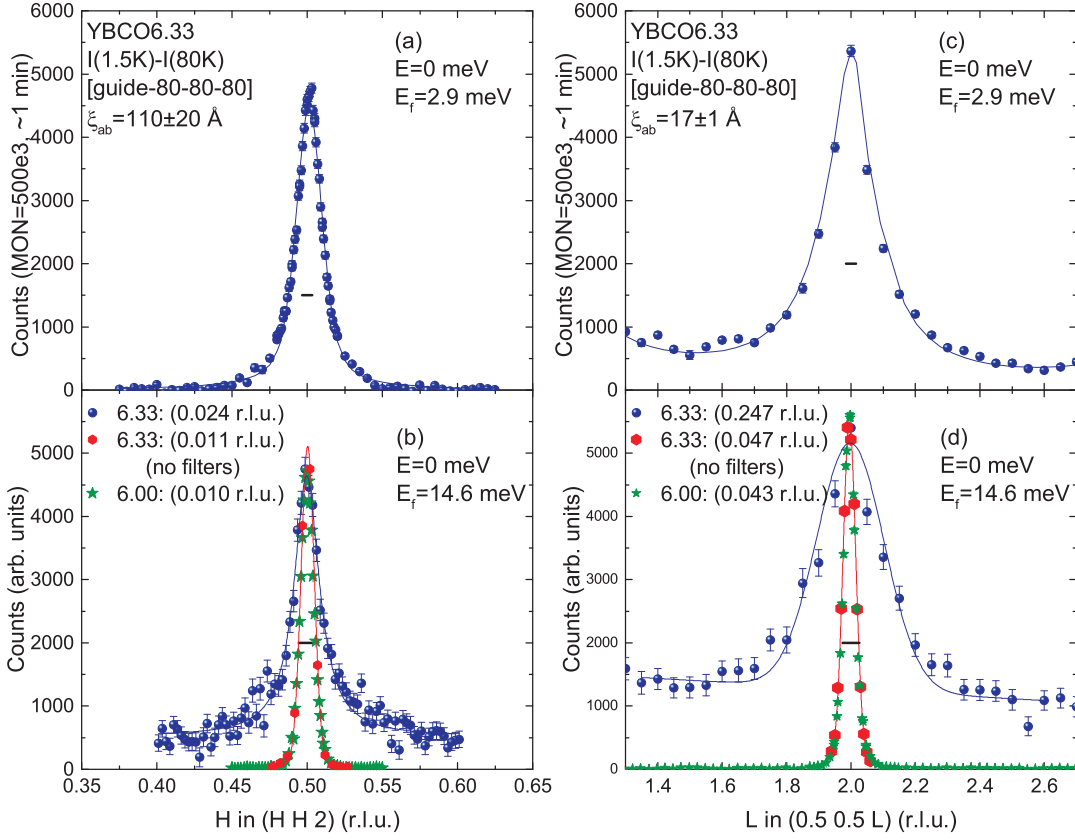 YBCO6.33
I(1.5K)-I(80K)
[guide-80-80-80]
ξab=110±20 Å
(a)
E=0 meV
Ef=2.9 meV
Counts (MON=500e3, ~1 min)
6000
5000
4000
3000
2000
1000
0
YBCO6.33
I(1.5K)-I(80K)
[guide-80-80-80]
ξab=17±1 Å
(c)
E=0 meV
Ef=2.9 meV
Counts (MON=500e3, ~1 min)
6000
5000
4000
3000
2000
1000
0
6.33: (0.024 r.l.u.)
6.33: (0.011 r.l.u.)
(no filters)
6.00: (0.010 r.l.u.)
(b)
E=0 meV
Ef=14.6 meV
Counts (arb. units)
5000
4000
3000
2000
1000
0
0.35 0.40 0.45 0.50 0.55 0.60 0.65
H in (H H 2) (r.l.u.)
6.33: (0.247 r.l.u.)
6.33: (0.047 r.l.u.)
(no filters)
6.00: (0.043 r.l.u.)
(d)
E=0 meV
Ef=14.6 meV
Counts (arb. units)
5000
4000
3000
2000
1000
0
1.4 1.6 1.8 2.0 2.2 2.4 2.6
L in (0.5 0.5 L) (r.l.u.)